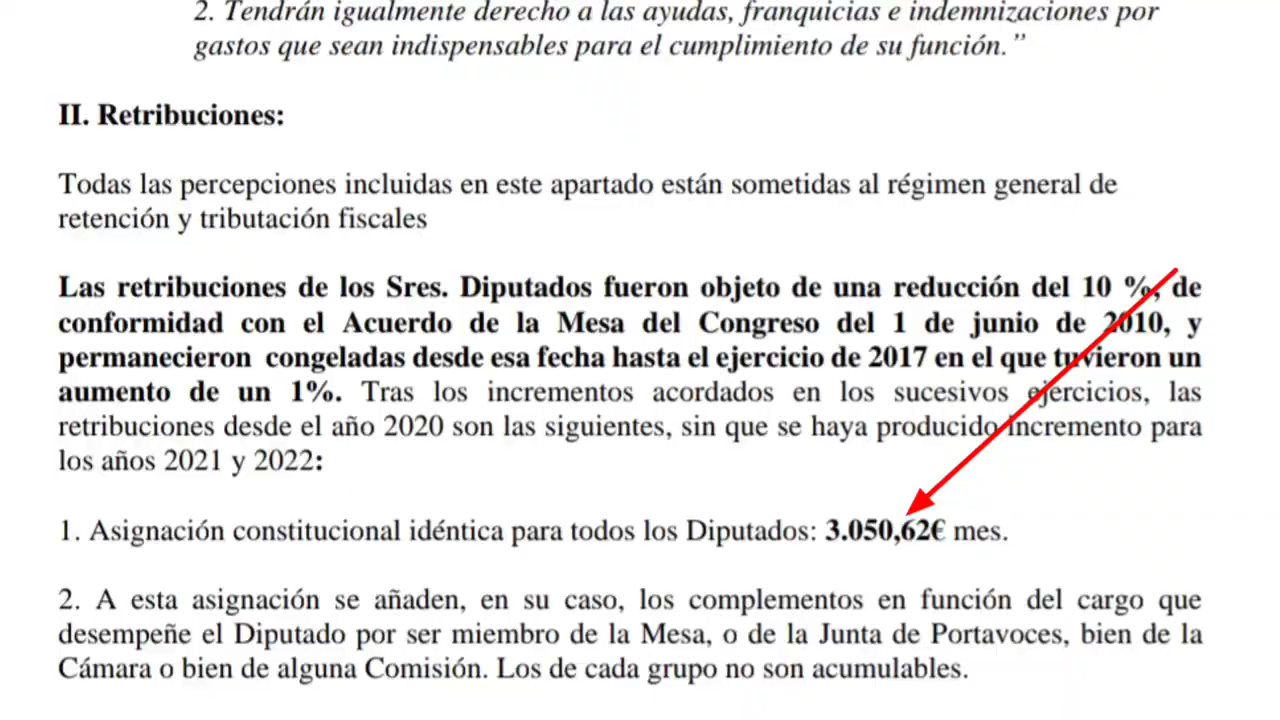 2. Tendrán igualmente derecho a las ayudas, franquicias e indemnizaciones por
gastos que sean indispensables para el cumplimiento de su función.”
II. Retribuciones:
Todas las percepciones incluidas en este apartado están sometidas al régimen general de
retención y tributación fiscales
Las retribuciones de los Sres. Diputados fueron objeto de una reducción del 10 %, de
conformidad con el Acuerdo de la Mesa del Congreso del 1 de junio de 2010, y
permanecieron congeladas desde esa fecha hasta el ejercicio de 2017 en el que tuvieron un
aumento de un 1%. Tras los incrementos acordados en los sucesivos ejercicios, las
retribuciones desde el año 2020 son las siguientes, sin que se haya producido incremento para
los años 2021 y 2022:
1. Asignación constitucional idéntica para todos los Diputados: 3.050,62€ mes.
2. A esta asignación se añaden, en su caso, los complementos en función del cargo que
desempeñe el Diputado por ser miembro de la Mesa, o de la Junta de Portavoces, bien de la
Cámara o bien de alguna Comisión. Los de cada grupo no son acumulables.